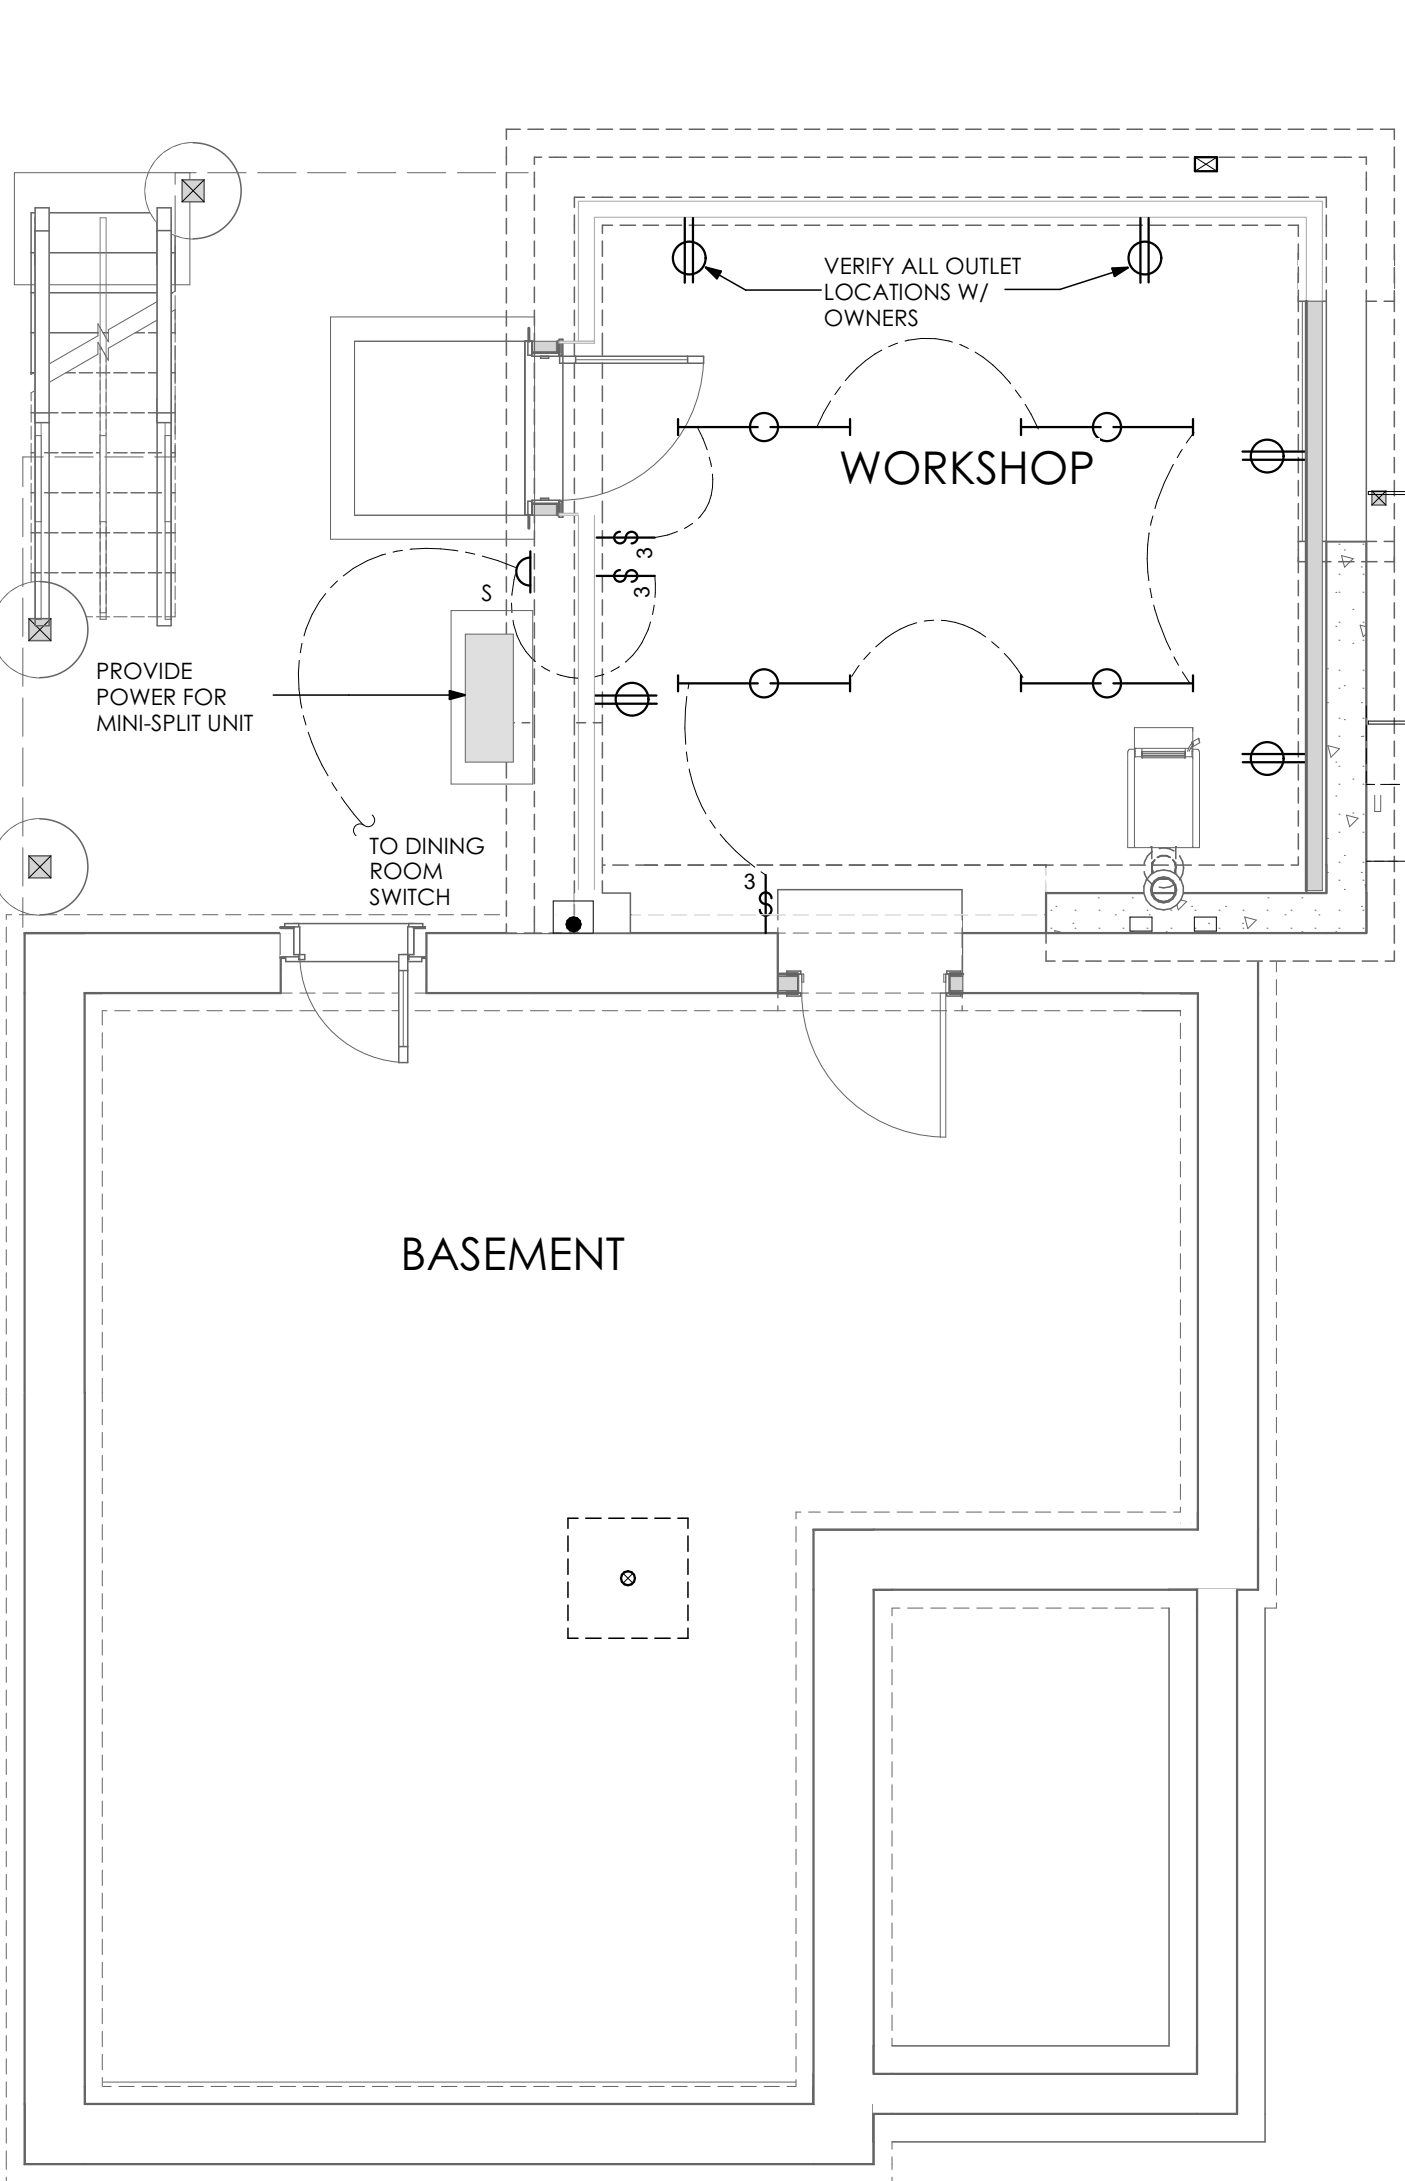 VERIFY ALL OUTLET
LOCATIONS W/
OWNERS
WORKSHOP
$
3
$
3
S
PROVIDE
POWER FOR
MINI-SPLIT UNIT
TO DINING
ROOM
SWITCH
3
$
BASEMENT